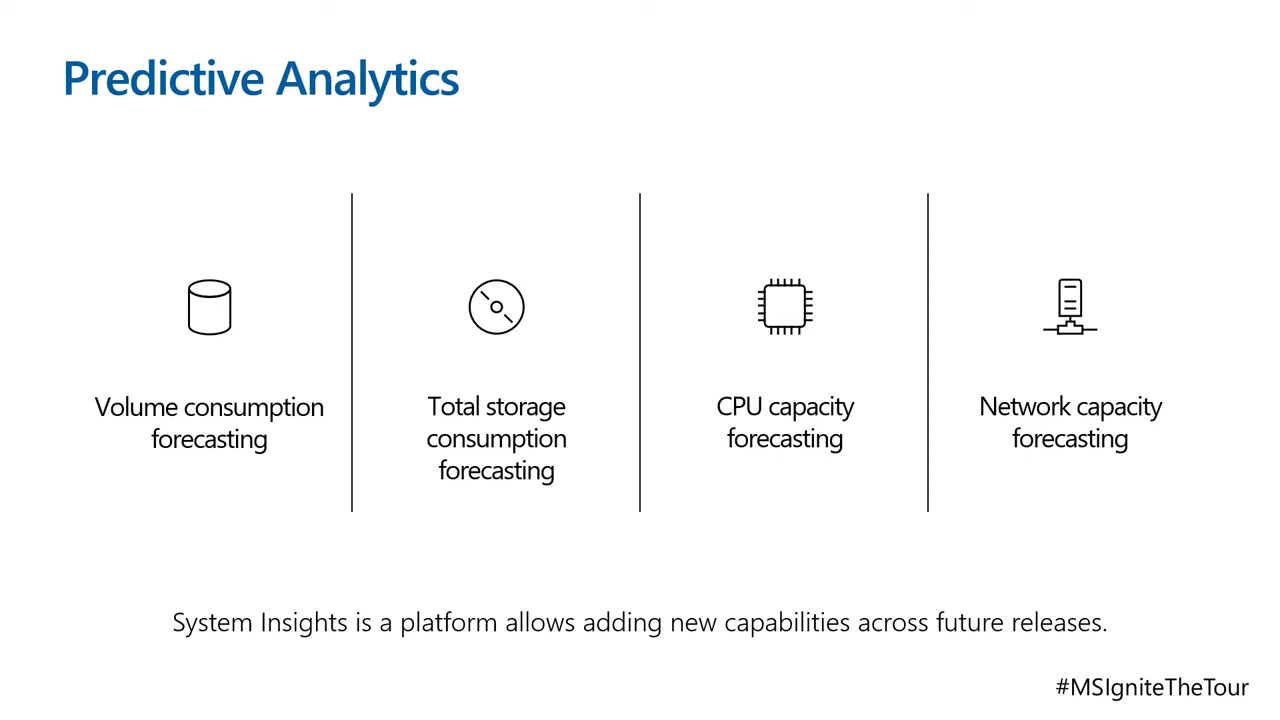 Predictive Analytics
Volume consumption
forecasting
Total storage
consumption
forecasting
CPU capacity
forecasting
Network capacity
forecasting
System Insights is a platform allows adding new capabilities across future releases.
#MSIgniteTheTour